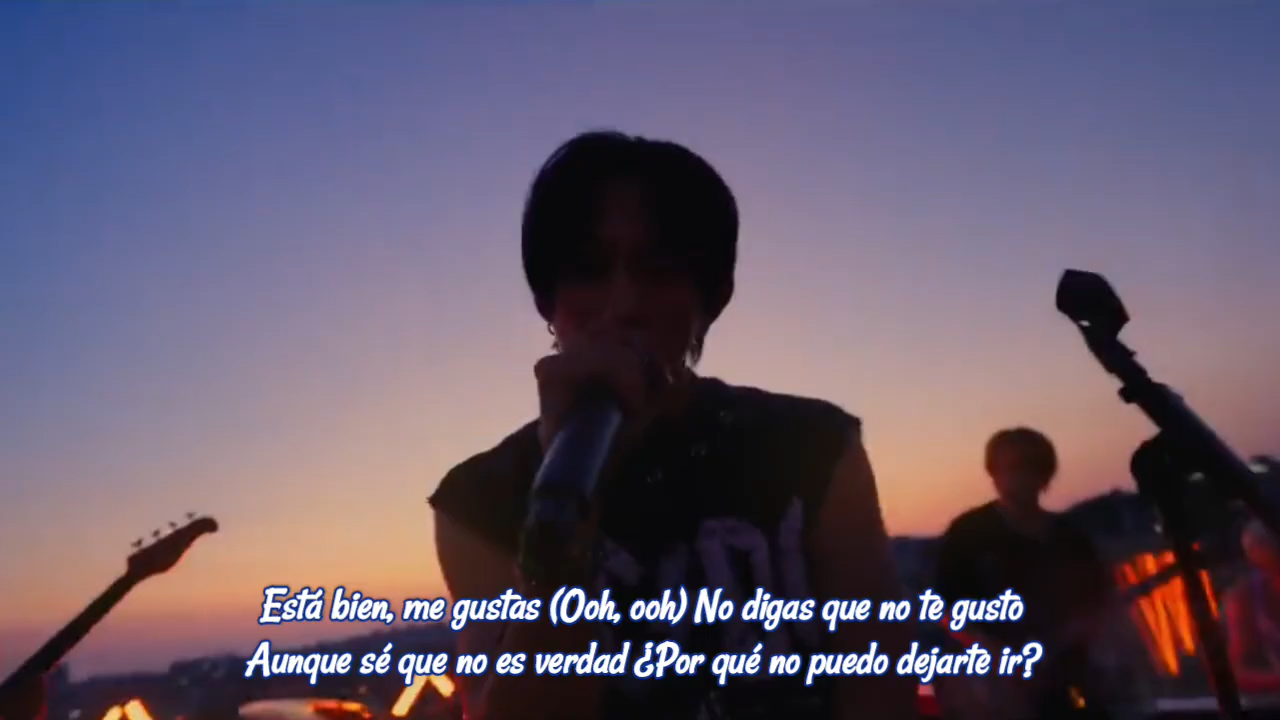 Está bien, me gustas (Ooh, ooh) No digas que no te gusto
Aunque sé que no es verdad ¿Por qué no puedo dejarte ir?